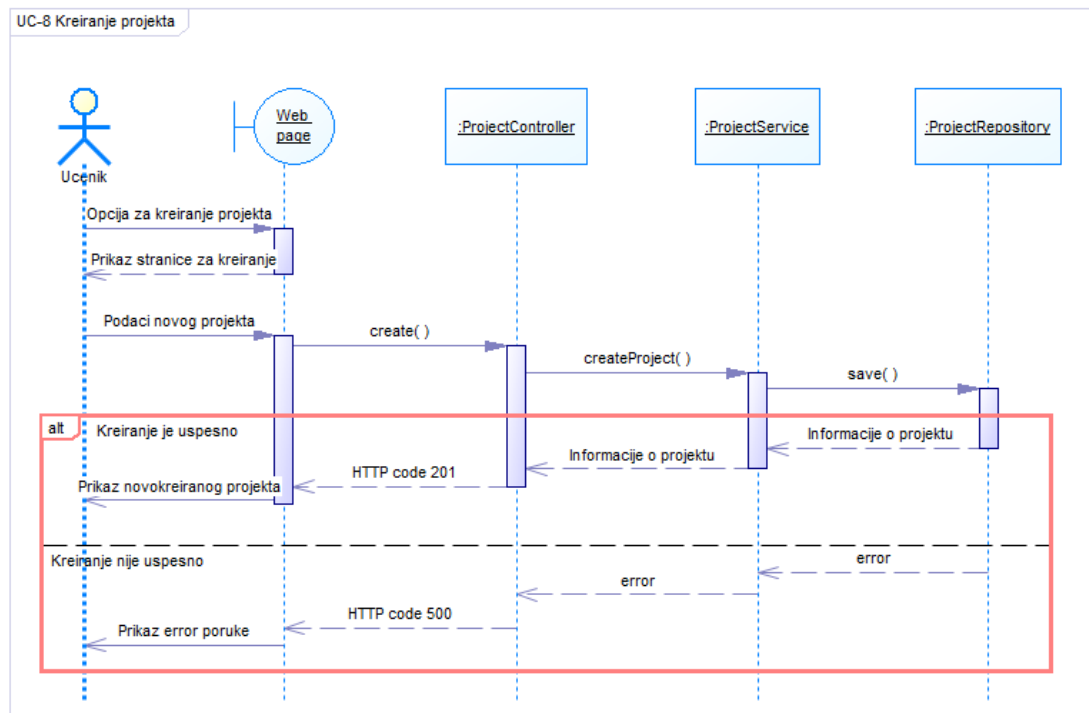 UC-8 Kreiranje projekta
Web
page
:ProjectController
:ProjectService
:ProjectRepository
Ucenik
Opcija za kreiranje projekta
Prikaz stranice za kreiranje
Podaci novog projekta
create( )
createProject( )
save( )
alt
Kreiranje je uspesno
Informacije o projektu
Informacije o projektu
HTTP code 201
Prikaz novokreiranog projekta
Kreiranje nije uspesno
error
error
HTTP code 500
Prikaz error poruke